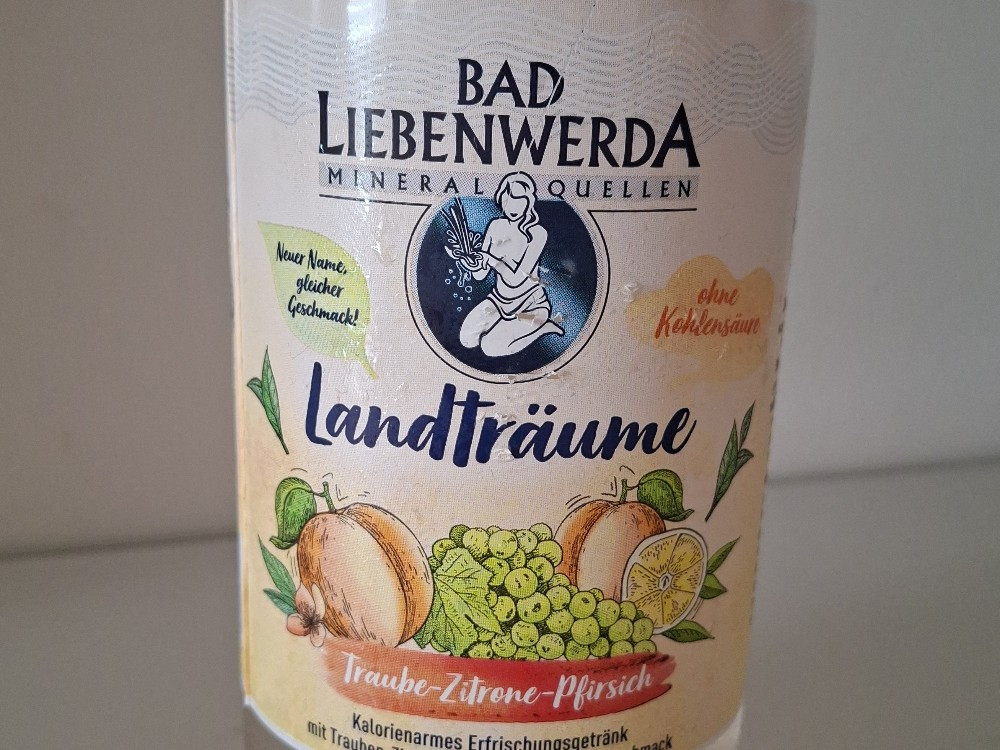 BAD
LIEBENWERDA
MINERAL QUELLEN
Neuer Name,
gleicher
Geschmack!
ohne
Kohlensäure
Landträume
Traube-Zitrone-Pfirsich
Kalorienarmes Erfrischungsgetränk
mit Trauben